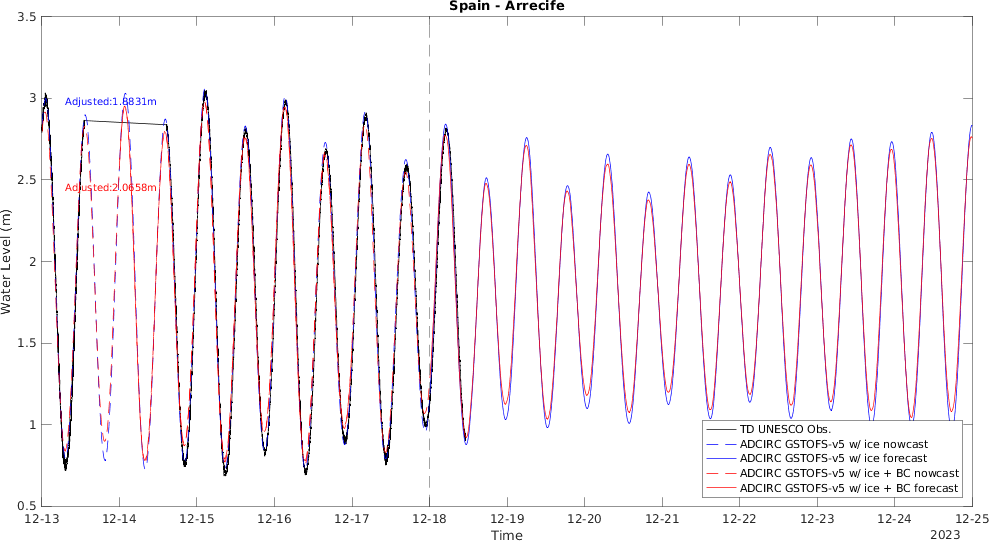 Spain - Arrecife
3.5
3
2.5
2
1.5
1
0.5
Water Level (m)
Adjusted:1.8831m
Adjusted:2.0658m
TD UNESCO Obs.
ADCIRC GSTOFS-v5 w/ ice nowcast
ADCIRC GSTOFS-v5 w/ ice forecast
ADCIRC GSTOFS-v5 w/ ice + BC nowcast
ADCIRC GSTOFS-v5 w/ ice + BC forecast
12-13 12-14 12-15 12-16 12-17 12-18 12-19 12-20 12-21 12-22 12-23 12-24 12-25
Time
2023